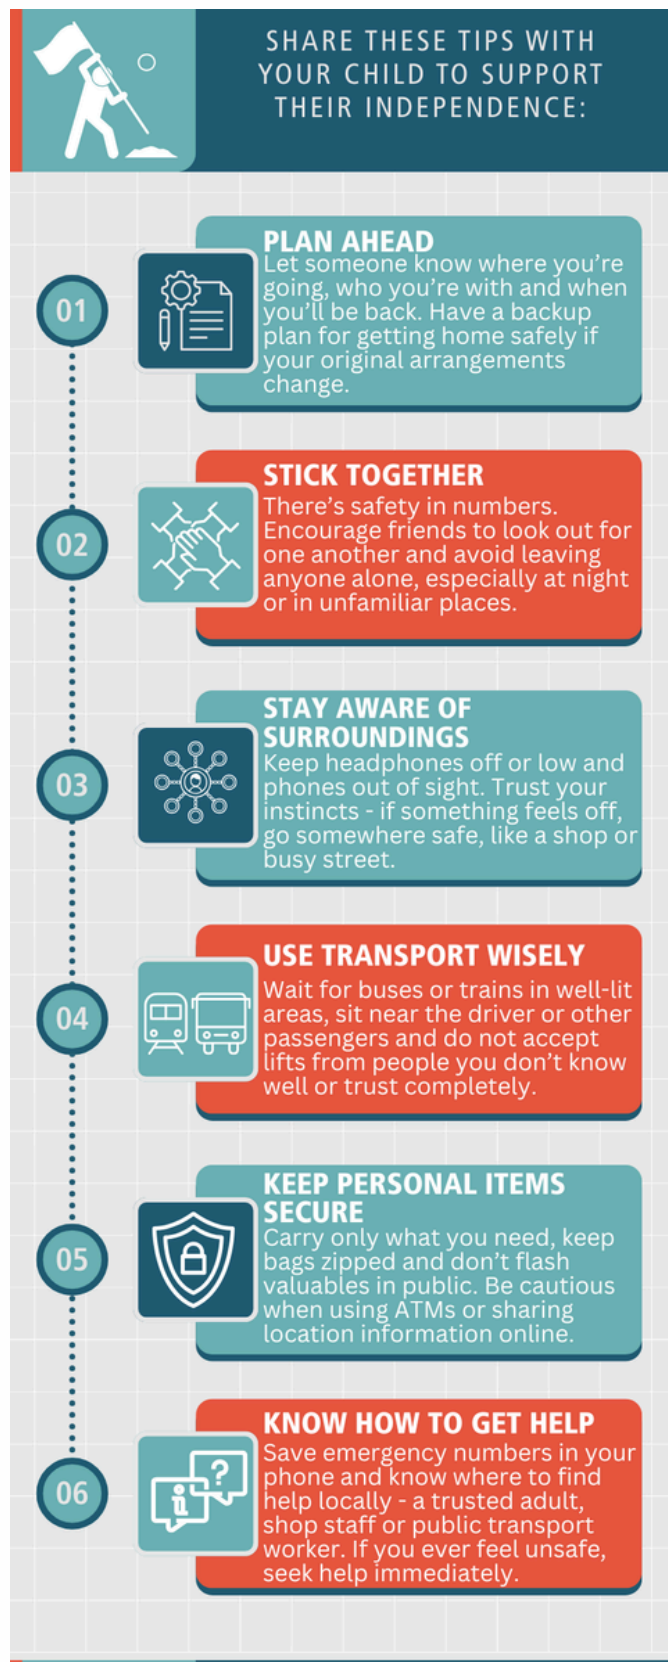 SHARE THESE TIPS WITH
YOUR CHILD TO SUPPORT
THEIR INDEPENDENCE:
01
PLAN AHEAD
Let someone know where you're
going, who you're with and when
you'll be back. Have a backup
plan for getting home safely if
your original arrangements
change.
02
STICK TOGETHER
There's safety in numbers.
Encourage friends to look out for
one another and avoid leaving
anyone alone, especially at night
or in unfamiliar places.
03
STAY AWARE OF
SURROUNDINGS
Keep headphones off or low and
phones out of sight. Trust your
instincts - if something feels off,
go somewhere safe, like a shop or
busy street.
04
USE TRANSPORT WISELY
Wait for buses or trains in well-lit
areas, sit near the driver or other
passengers and do not accept
lifts from people you don't know
well or trust completely.
05
KEEP PERSONAL ITEMS
SECURE
Carry only what you need, keep
bags zipped and don't flash
valuables in public. Be cautious
when using ATMs or sharing
location information online.
06
KNOW HOW TO GET HELP
Save emergency numbers in your
phone and know where to find
help locally - a trusted adult,
shop staff or public transport
worker. If you ever feel unsafe,
seek help immediately.